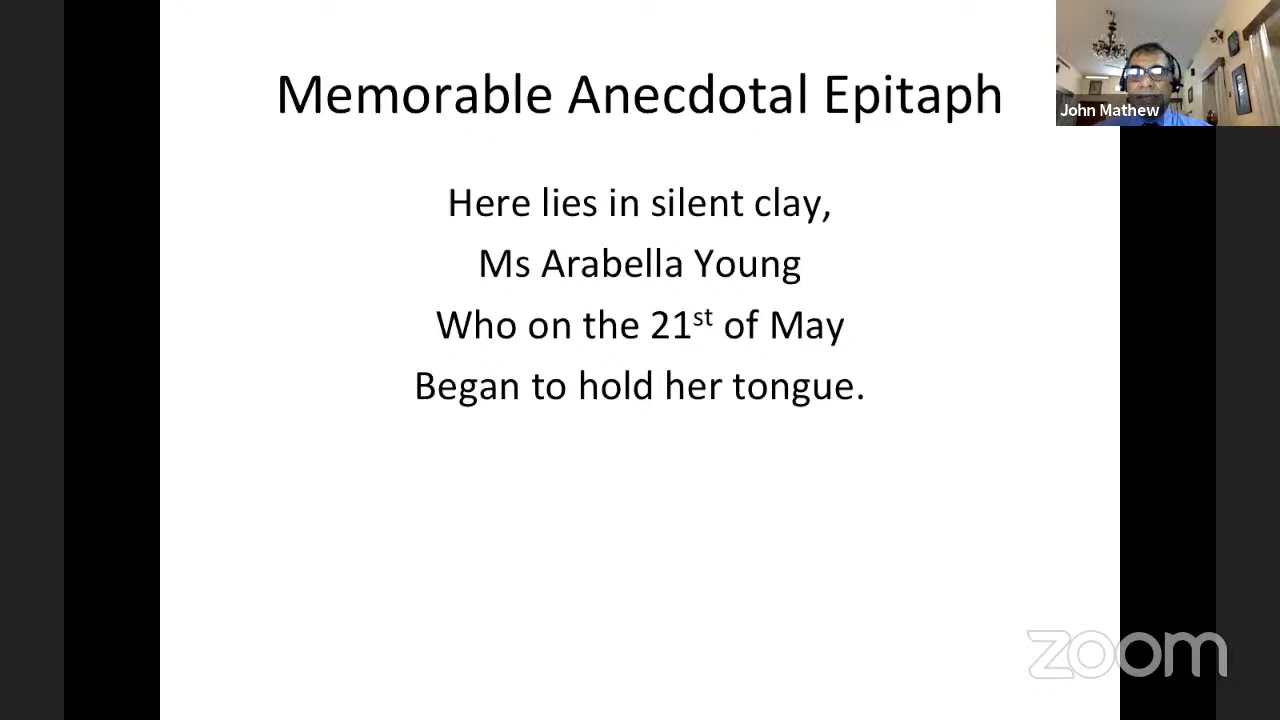 Memorable Anecdotal Epitaph
John Mathew
Here lies in silent clay,
Ms Arabella Young
Who on the 21st of May
Began to hold her tongue.
zoom